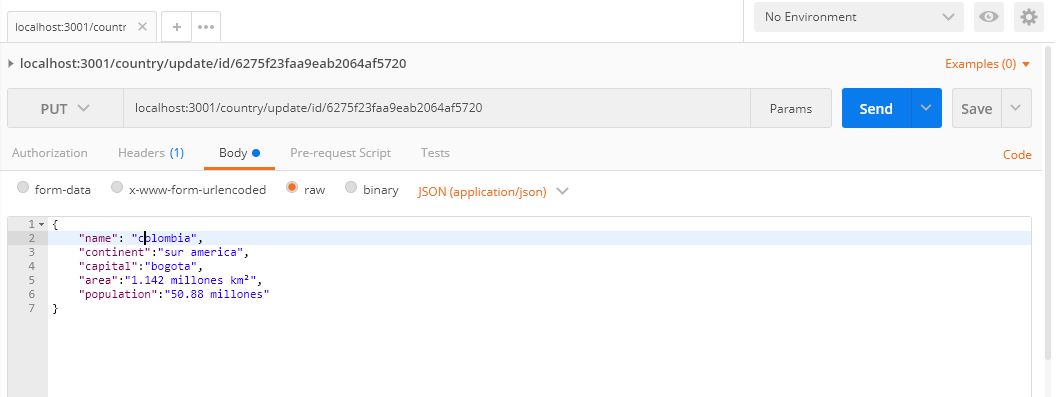 localhost:3001/countr
No Environment
localhost:3001/country/update/id/6275f23faa9eab2064af5720
Examples (0)
PUT
localhost:3001/country/update/id/6275f23faa9eab2064af5720
Params
Send
Save
Authorization
Headers (1)
Body
Pre-request Script
Tests
Code
form-data
x-www-form-urlencoded
raw
binary
JSON (application/json)
1 {
2 "name": "colombia",
3 "continent":"sur america",
4 "capital":"bogota",
5 "area":"1.142 millones km²",
6 "population":"50.88 millones"
7 }